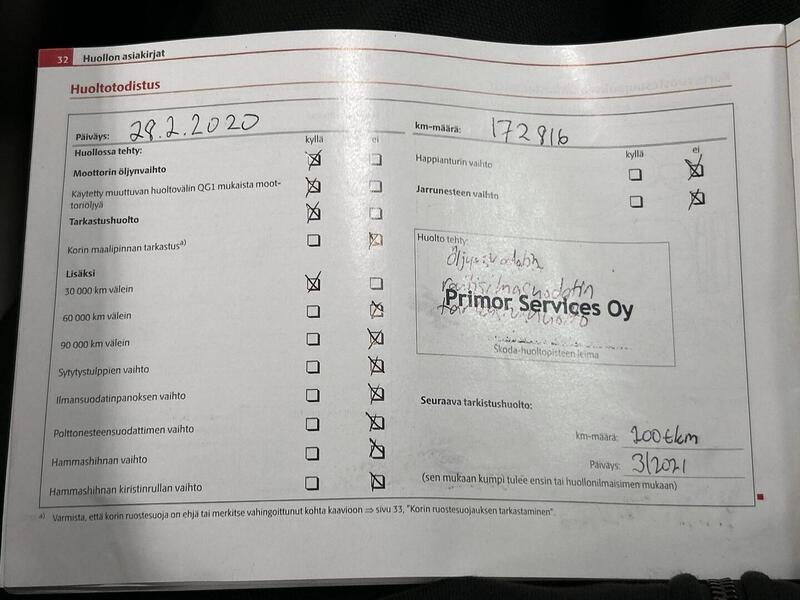 32 Huollon asiakirjat
Huoltotodistus
Päiväys: 28.2.2020
km-määrä: 172816
kyllä ei
Huollossa tehty:
Moottorin öljynvaihto
Käytetty muuttuvan huoltovälin QG1 mukaista moot-
toriöljyä
Tarkastushuolto
Korin maalipinnan tarkastus a)
Lisäksi
30 000 km välein
60 000 km välein
90 000 km välein
Sytytystulppien vaihto
Ilmansuodatinpanoksen vaihto
Polttonesteensuodattimen vaihto
Hammashihnan vaihto
Hammashihnan kiristinrullan vaihto
kyllä ei
Happianturin vaihto
Jarrunesteen vaihto
Huolto tehty:
Primor Services Oy
Škoda-huoltopisteen leima
Seuraava tarkistushuolto:
km-määrä: 200tkm
Päiväys: 3/2021
(sen mukaan kumpi tulee ensin tai huollonilmaisimen mukaan)
a) Varmista, että korin ruostesuoja on ehjä tai merkitse vahingoittunut kohta kaavioon ⇒ sivu 33, "Korin ruostesuojauksen tarkastaminen".